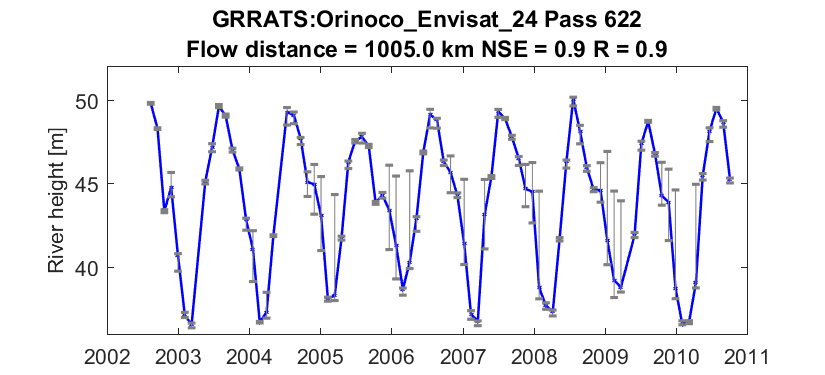 GRRATS:Orinoco_Envisat_24 Pass 622
Flow distance = 1005.0 km NSE = 0.9 R = 0.9
River height [m]
50
45
40
2002 2003 2004 2005 2006 2007 2008 2009 2010 2011